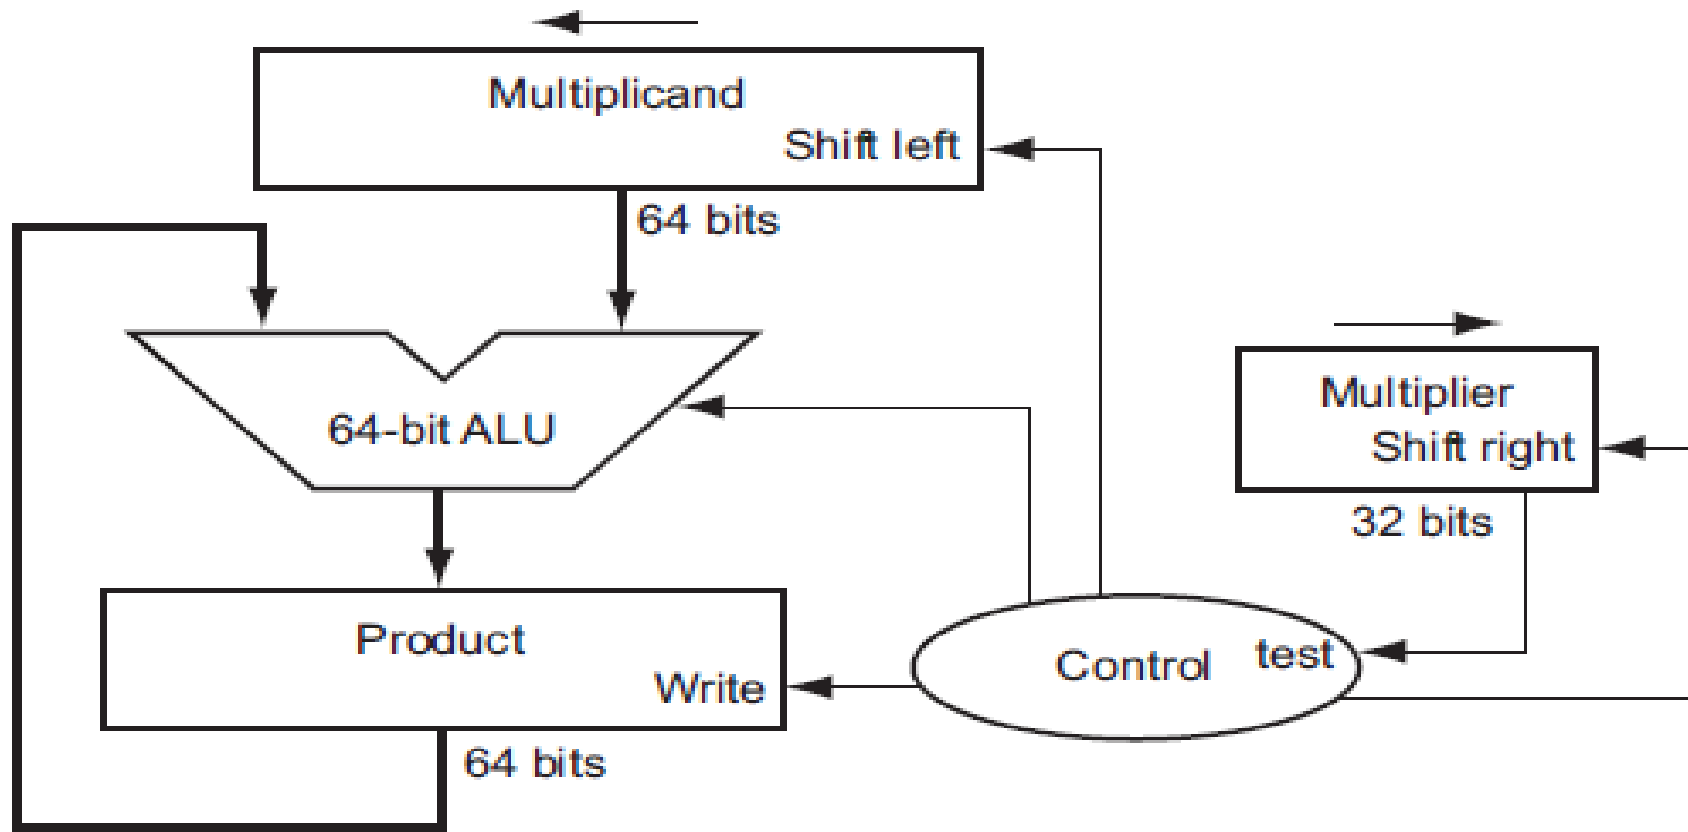 Multiplicand
Shift left
64 bits
64-bit ALU
Multiplier
Shift right
32 bits
Product
Write
64 bits
Control
test